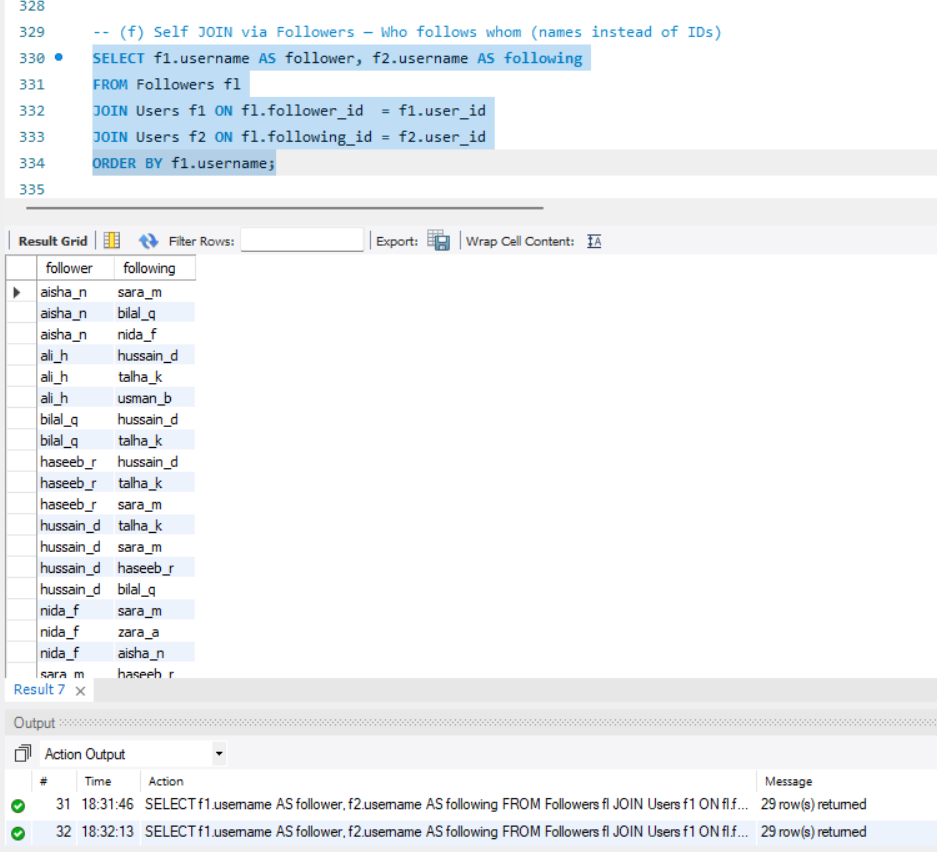 328
329 -- (f) Self JOIN via Followers — Who follows whom (names instead of IDs)
330 SELECT f1.username AS follower, f2.username AS following
331 FROM Followers fl
332 JOIN Users f1 ON fl.follower_id  = f1.user_id
333 JOIN Users f2 ON fl.following_id = f2.user_id
334 ORDER BY f1.username;
335
Result Grid Filter Rows: Export: Wrap Cell Content: IA
follower following
aisha_n sara_m
aisha_n bilal_q
aisha_n nida_f
ali_h hussain_d
ali_h talha_k
ali_h usman_b
bilal_q hussain_d
bilal_q talha_k
haseeb_r hussain_d
haseeb_r talha_k
haseeb_r sara_m
hussain_d talha_k
hussain_d sara_m
hussain_d haseeb_r
hussain_d bilal_q
nida_f sara_m
nida_f zara_a
nida_f aisha_n
sara_m haseeb_r
Result 7
Output
Action Output
# Time Action Message
31 18:31:46 SELECT f1.username AS follower, f2.username AS following FROM Followers fl JOIN Users f1 ON fl.f... 29 row(s) returned
32 18:32:13 SELECT f1.username AS follower, f2.username AS following FROM Followers fl JOIN Users f1 ON fl.f... 29 row(s) returned